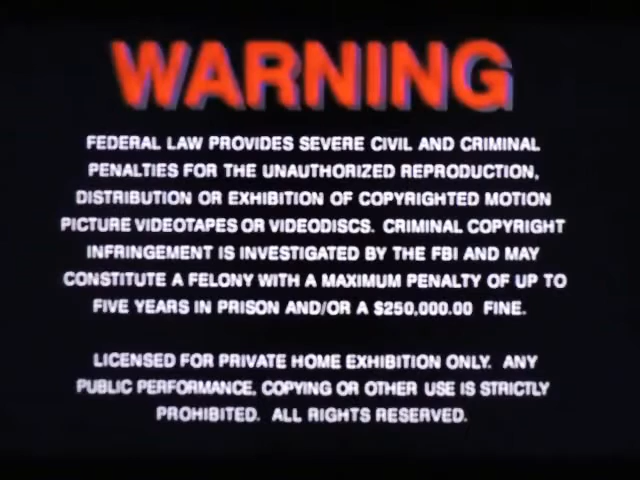 WARNING
FEDERAL LAW PROVIDES SEVERE CIVIL AND CRIMINAL
PENALTIES FOR THE UNAUTHORIZED REPRODUCTION,
DISTRIBUTION OR EXHIBITION OF COPYRIGHTED MOTION
PICTURE VIDEOTAPES OR VIDEODISCS. CRIMINAL COPYRIGHT
INFRINGEMENT IS INVESTIGATED BY THE FBI AND MAY
CONSTITUTE A FELONY WITH A MAXIMUM PENALTY OF UP TO
FIVE YEARS IN PRISON AND/OR A $250,000.00 FINE.
LICENSED FOR PRIVATE HOME EXHIBITION ONLY. ANY
PUBLIC PERFORMANCE, COPYING OR OTHER USE IS STRICTLY
PROHIBITED. ALL RIGHTS RESERVED.